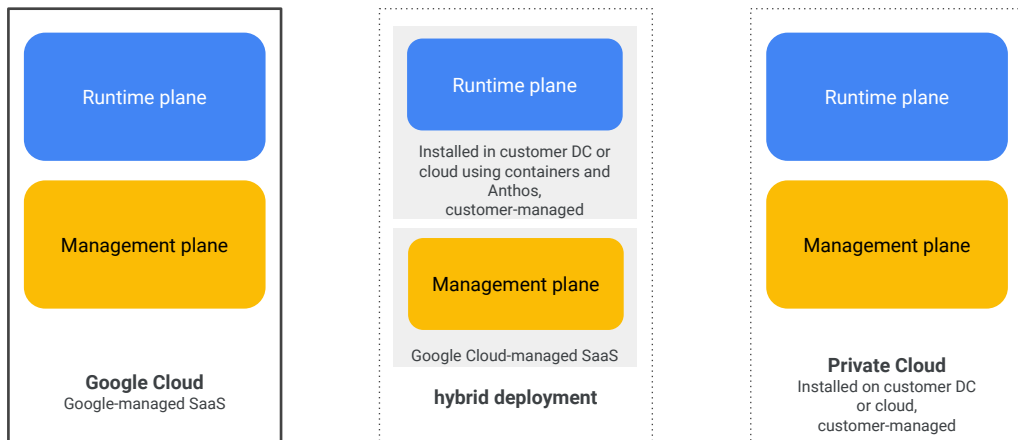 Runtime plane
Management plane
Google Cloud
Google-managed SaaS
Runtime plane
Installed in customer DC or
cloud using containers and
Anthos,
customer-managed
Management plane
Google Cloud-managed SaaS
hybrid deployment
Runtime plane
Management plane
Private Cloud
Installed on customer DC
or cloud,
customer-managed